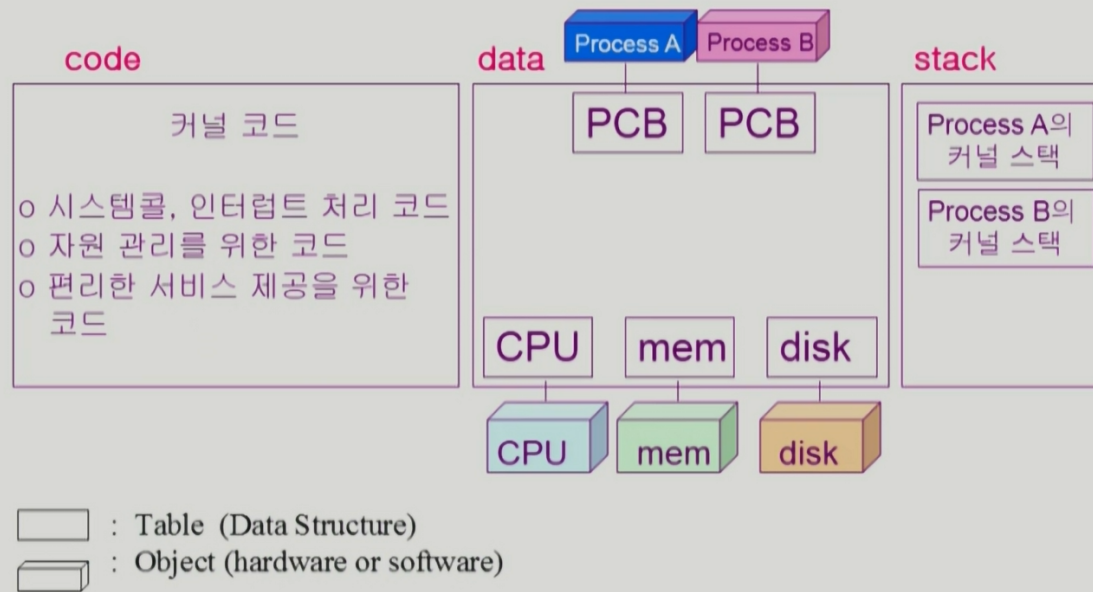 code
data
stack
Process A
Process B
커널 코드
o 시스템콜, 인터럽트 처리 코드
o 자원 관리를 위한 코드
o 편리한 서비스 제공을 위한
코드
PCB
PCB
CPU
mem
disk
CPU
mem
disk
Process A의
커널 스택
Process B의
커널 스택
: Table (Data Structure)
: Object (hardware or software)